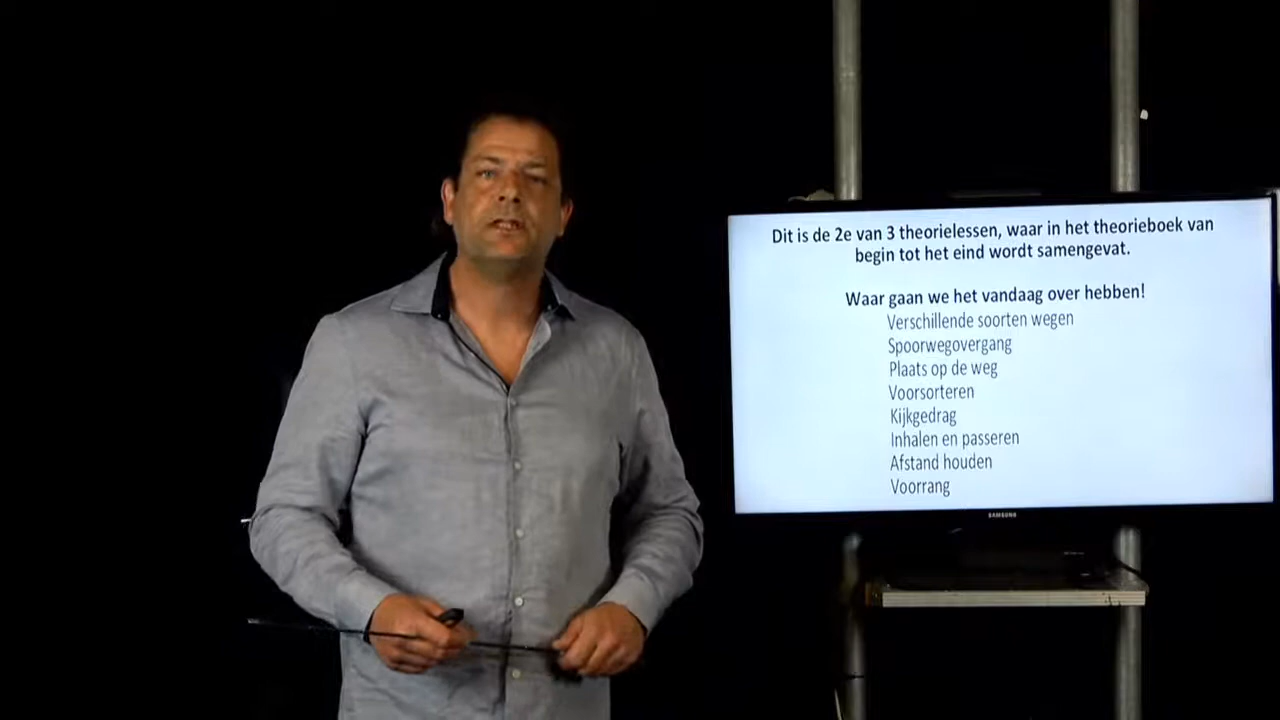 Dit is de 2e van 3 theorielessen, waar in het theorieboek van
begin tot het eind wordt samengevat.
Waar gaan we het vandaag over hebben!
Verschillende soorten wegen
Spoorwegovergang
Plaats op de weg
Voorsorteren
Kijkgedrag
Inhalen en passeren
Afstand houden
Voorrang
SAMSUNG